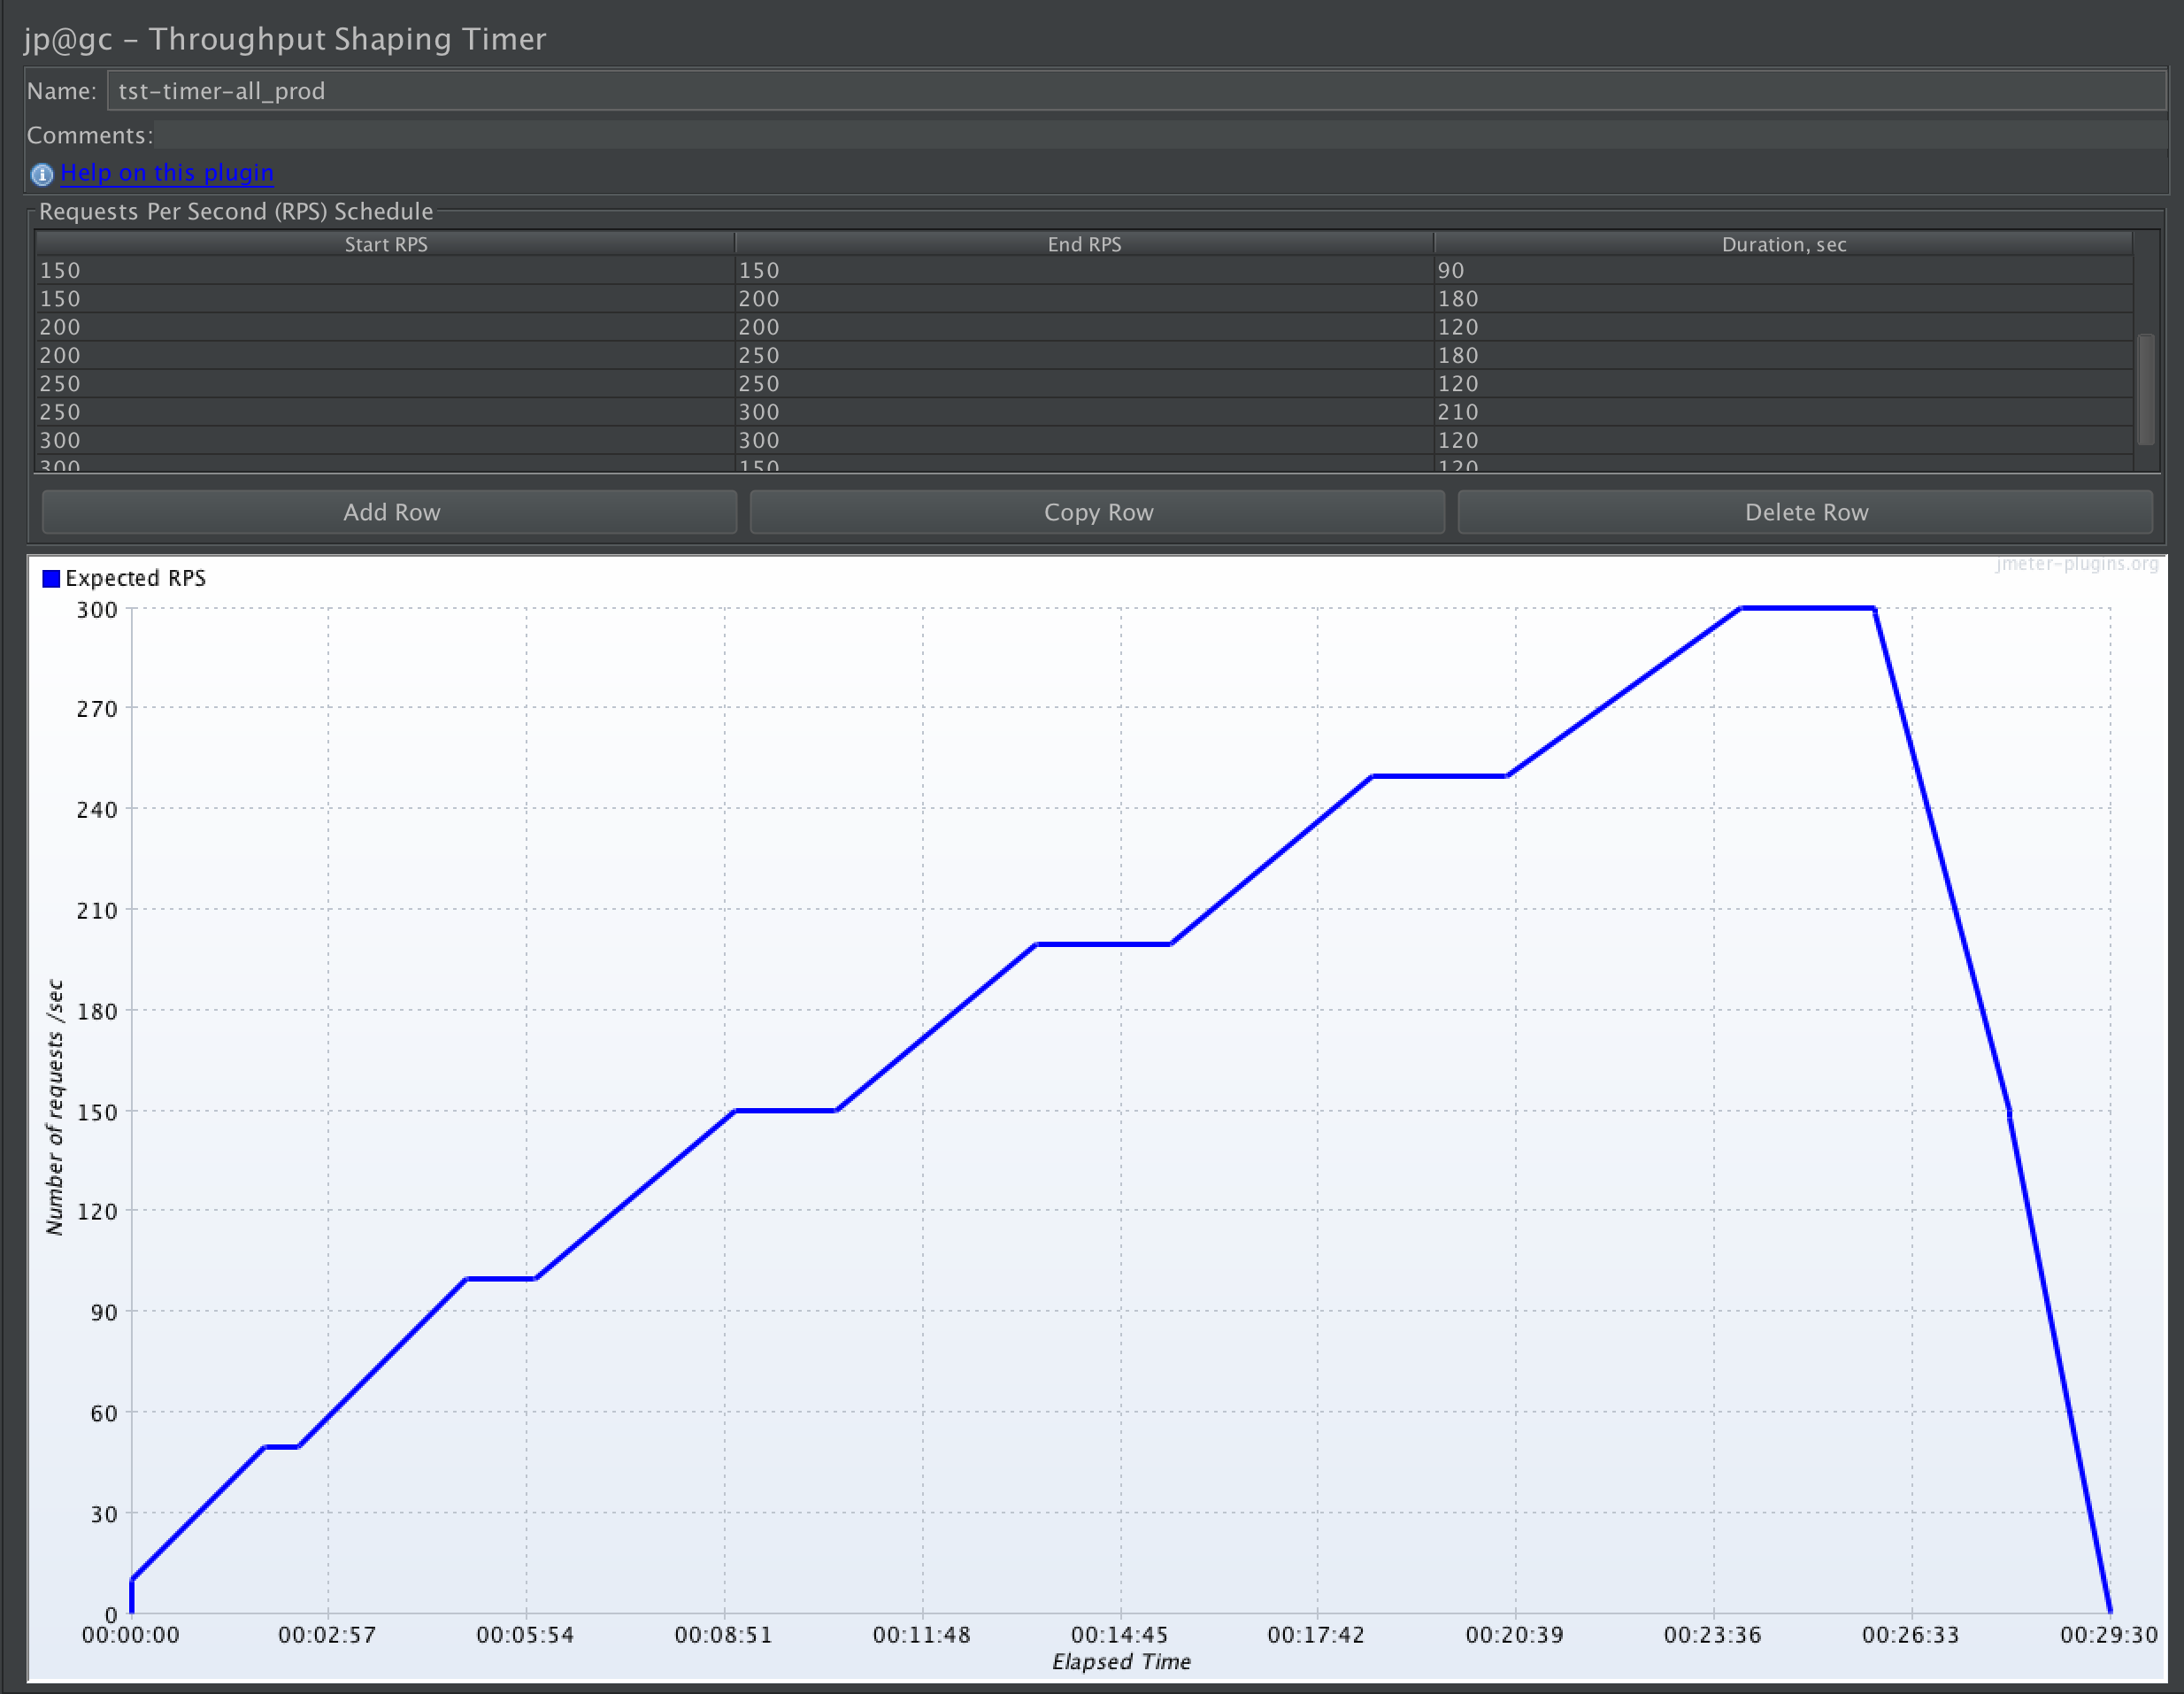 jp@gc - Throughput Shaping Timer
Name: tst-timer-all_prod
Comments:
Help on this plugin
Requests Per Second (RPS) Schedule
Start RPS End RPS Duration, sec
150 150 90
150 200 180
200 200 120
200 250 180
250 250 120
250 300 210
300 300 120
300 150 120
Add Row Copy Row Delete Row
Expected RPS
jmeter-plugins.org
300
270
240
210
180
150
120
90
60
30
0
Number of requests /sec
00:00:00 00:02:57 00:05:54 00:08:51 00:11:48 00:14:45 00:17:42 00:20:39 00:23:36 00:26:33 00:29:30
Elapsed Time